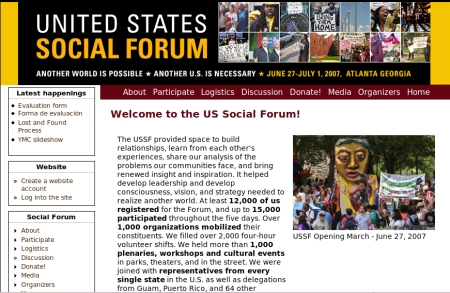 UNITED STATES
SOCIAL FORUM
ANOTHER WORLD IS POSSIBLE ★ ANOTHER U.S. IS NECESSARY ★ JUNE 27-JULY 1, 2007, ATLANTA GEORGIA
About Participate Logistics Discussion Donate! Media Organizers Home
Latest happenings
Evaluation form
Forma de evaluación
Lost and Found
Process
YMC slideshow
Website
Create a website
account
Log into the site
Social Forum
About
Participate
Logistics
Discussion
Donate!
Media
Organizers
Home
Welcome to the US Social Forum!
The USSF provided space to build
relationships, learn from each other's
experiences, share our analysis of the
problems our communities face, and bring
renewed insight and inspiration. It helped
develop leadership and develop
consciousness, vision, and strategy needed to
realize another world. At least 12,000 of us
registered for the Forum, and up to 15,000
participated throughout the five days. Over
1,000 organizations mobilized their
constituents. We filled over 2,000 four-hour
volunteer shifts. We held more than 1,000
plenaries, workshops and cultural events
in parks, theaters, and in the street. We were
joined with representatives from every
single state in the U.S. as well as delegations
from Guam, Puerto Rico, and 64 other
USSF Opening March - June 27, 2007